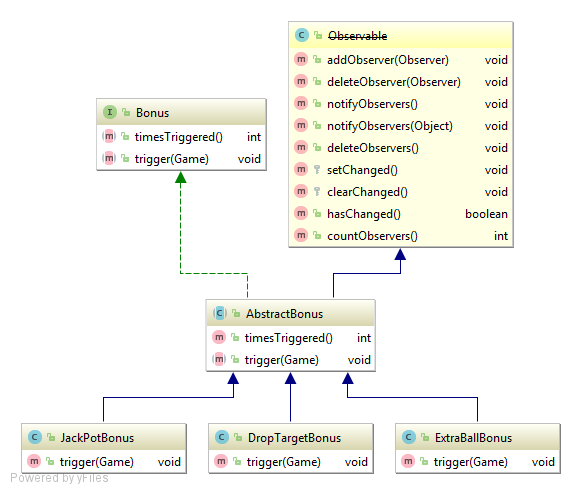 C Observable
m addObserver(Observer) void
m deleteObserver(Observer) void
m notifyObservers() void
m notifyObservers(Object) void
m deleteObservers() void
m setChanged() void
m clearChanged() void
m hasChanged() boolean
m countObservers() int
I Bonus
m timesTriggered() int
m trigger(Game) void
C AbstractBonus
m timesTriggered() int
m trigger(Game) void
C JackPotBonus
m trigger(Game) void
C DropTargetBonus
m trigger(Game) void
C ExtraBallBonus
m trigger(Game) void
Powered by yFiles